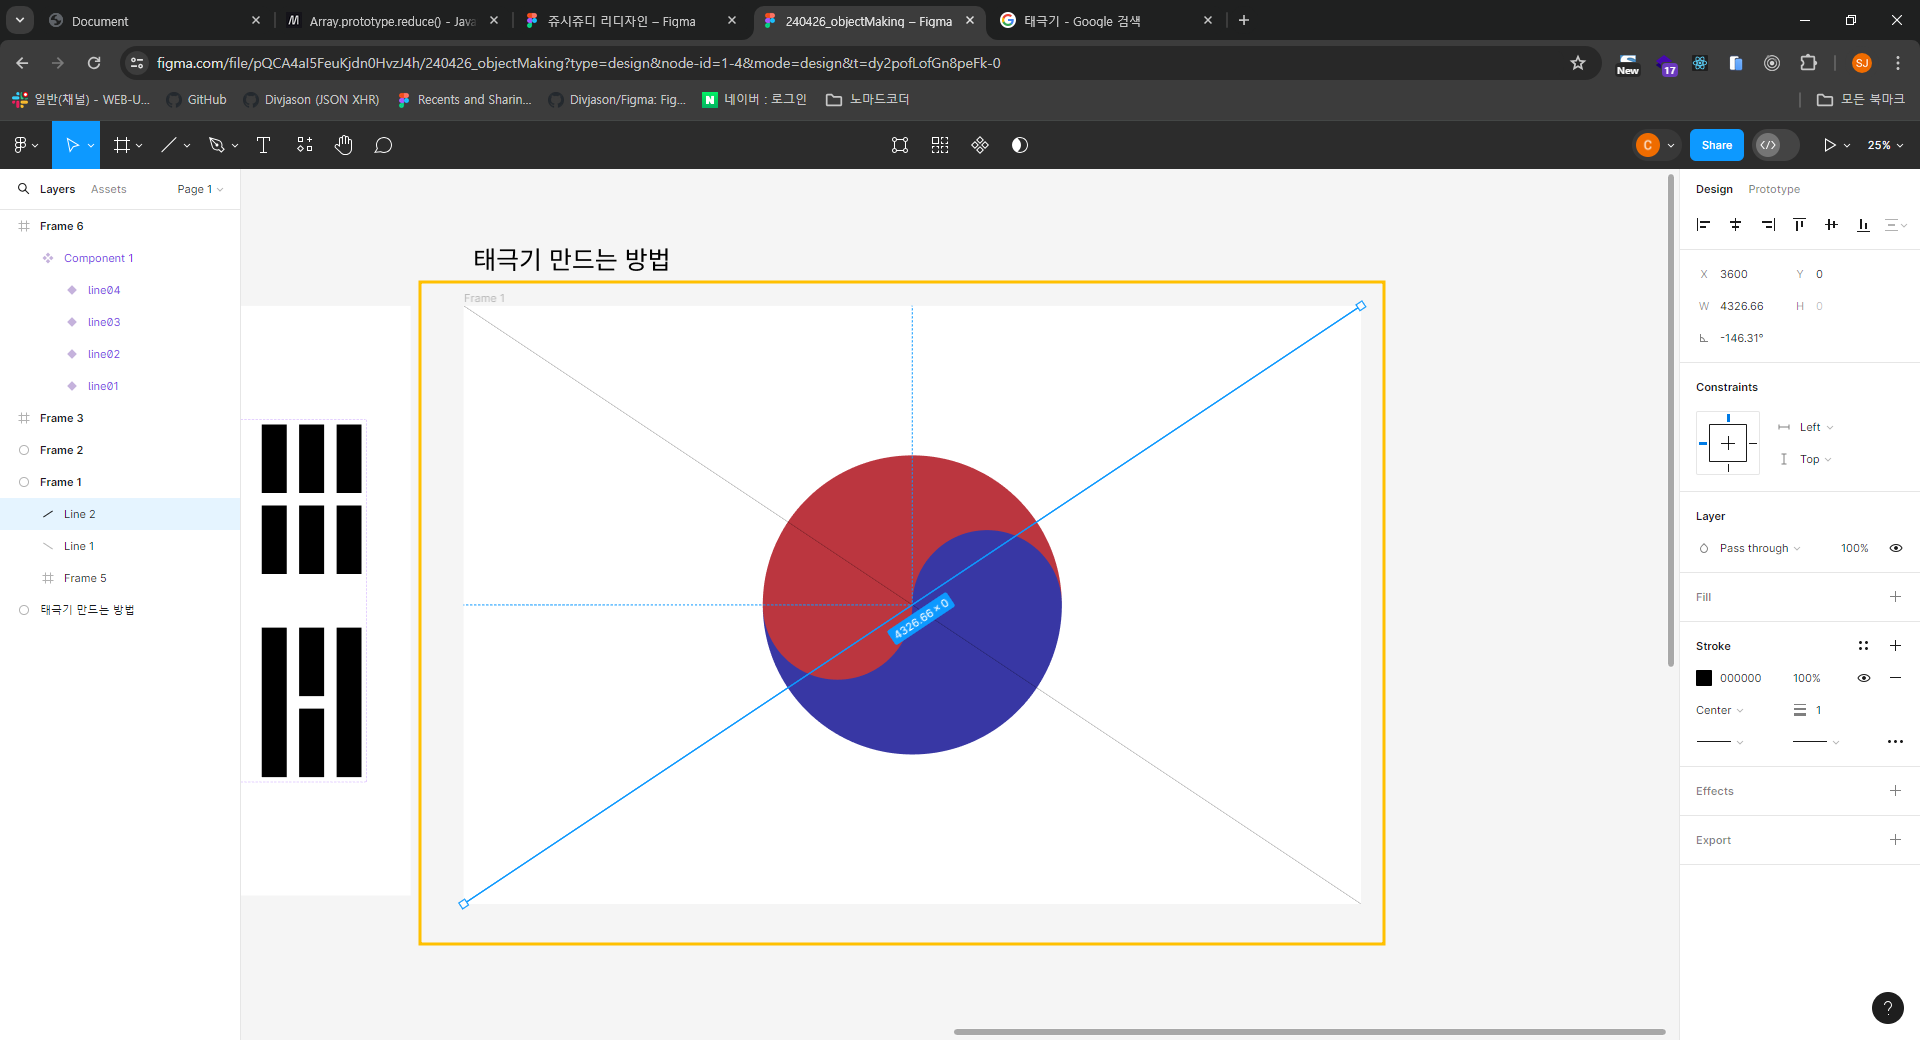 Document
Array.prototype.reduce() - Java
쥬시쥬디 리디자인 – Figma
240426_objectMaking – Figma
태극기 - Google 검색
figma.com/file/pQCA4aI5FeuKjdn0HvzJ4h/240426_objectMaking?type=design&node-id=1-4&mode=design&t=dy2pofLofGn8peFk-0
New
17
SJ
일반(채널) - WEB-U...
GitHub
Divjason (JSON XHR)
Recents and Sharin...
Divjason/Figma: Fig...
N
네이버 : 로그인
노마드코더
모든 북마크
C
Share
25%
Layers
Assets
Page 1
Frame 6
Component 1
line04
line03
line02
line01
Frame 3
Frame 2
Frame 1
Line 2
Line 1
Frame 5
태극기 만드는 방법
태극기 만드는 방법
Frame 1
4326.66 × 0
Design
Prototype
X 3600
Y 0
W 4326.66
H 0
-146.31°
Constraints
Left
Top
Layer
Pass through
100%
Fill
Stroke
000000
100%
Center
1
Effects
Export
?